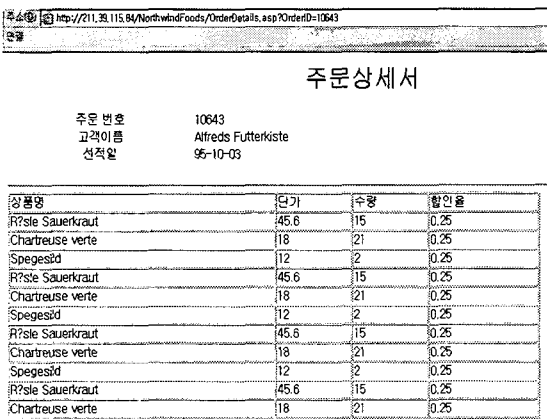 주소(D) http://211.39.115.84/NorthwindFoods/OrderDetails.asp?OrderID=10643
연결
주문상세서
주문 번호 10643
고객이름 Alfreds Futterkiste
선적일 95-10-03
상품명 단가 수량 할인율
R?sle Sauerkraut 45.6 15 0.25
Chartreuse verte 18 21 0.25
Spegesild 12 2 0.25
R?sle Sauerkraut 45.6 15 0.25
Chartreuse verte 18 21 0.25
Spegesild 12 2 0.25
R?sle Sauerkraut 45.6 15 0.25
Chartreuse verte 18 21 0.25
Spegesild 12 2 0.25
R?sle Sauerkraut 45.6 15 0.25
Chartreuse verte 18 21 0.25